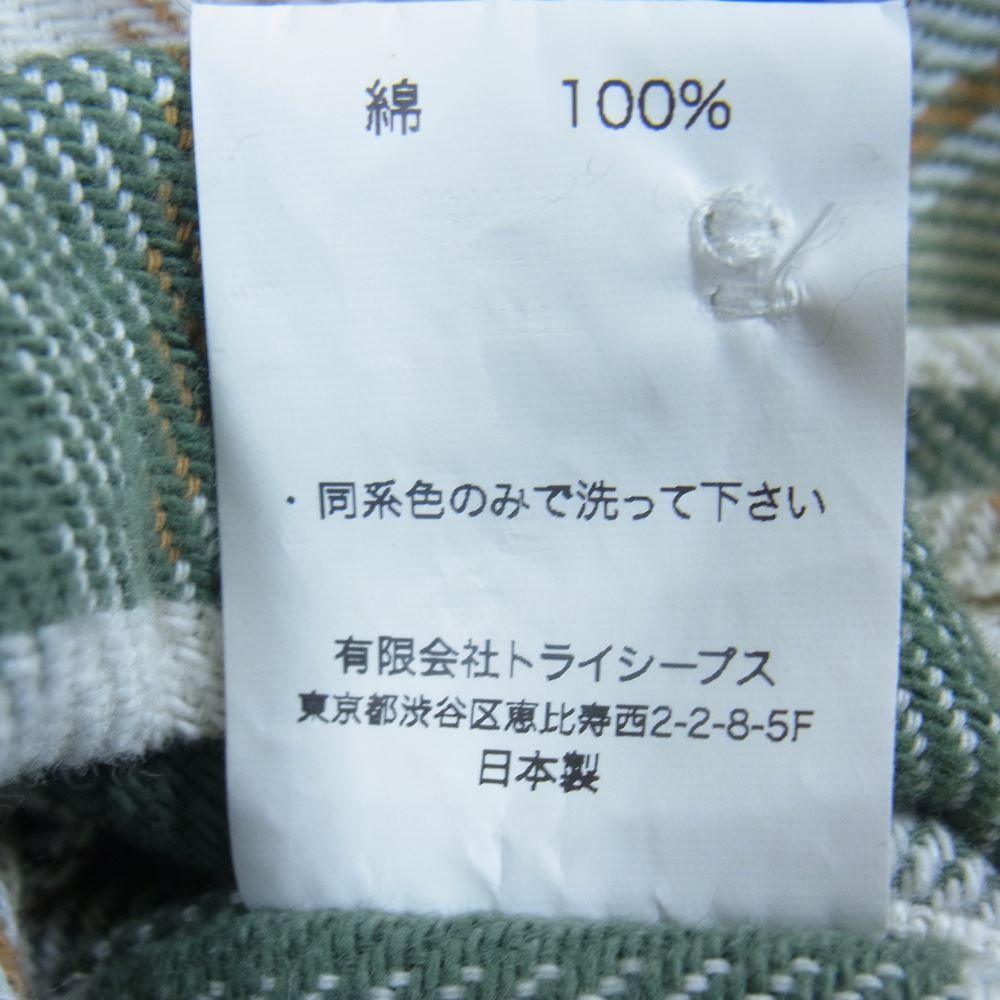 綿 100%
・同系色のみで洗って下さい
有限会社トライシープス
東京都渋谷区恵比寿西2-2-8-5F
日本製